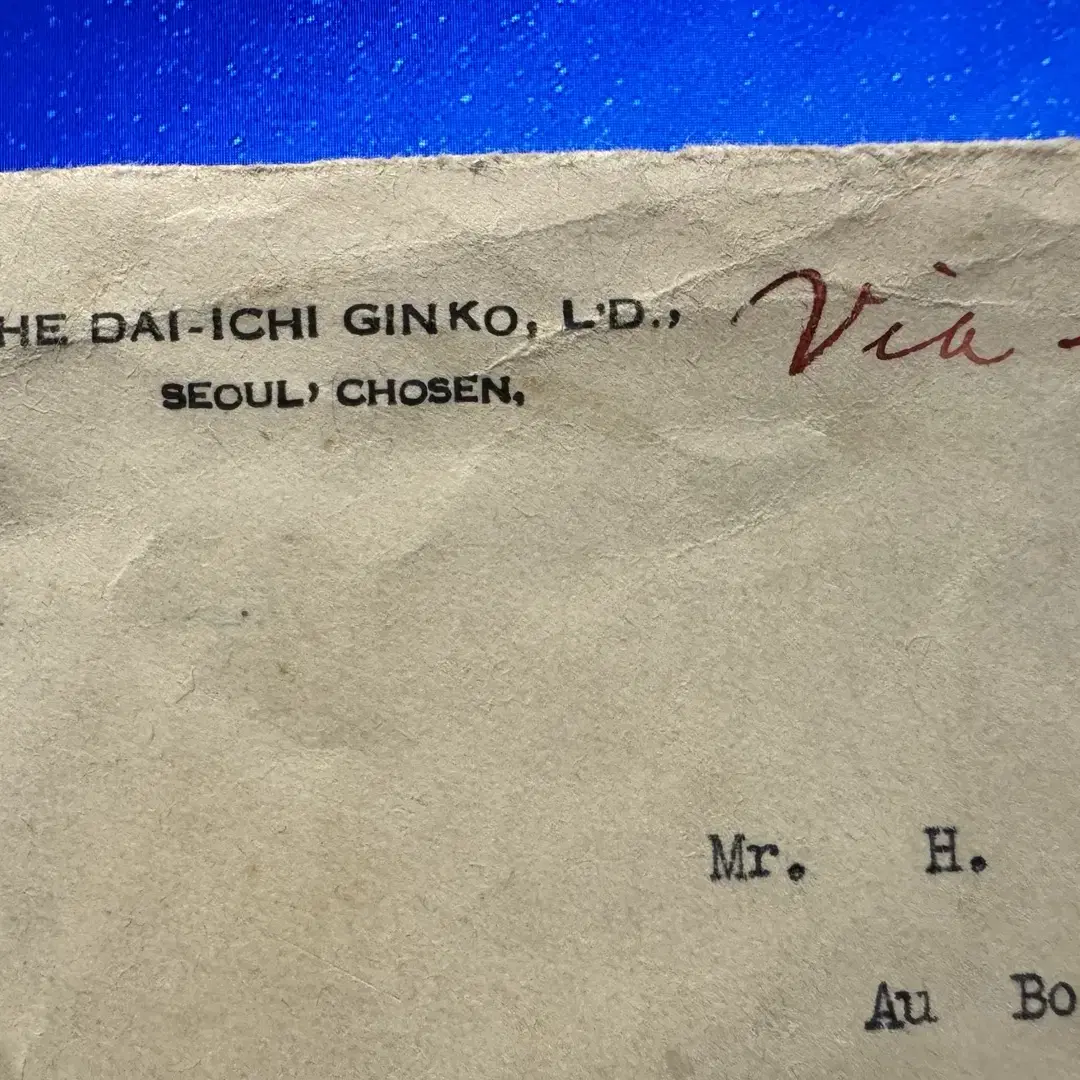 HE DAI-ICHI GINKO, L'D.,
Via
SEOUL, CHOSEN,
Mr. H.
Au Bo